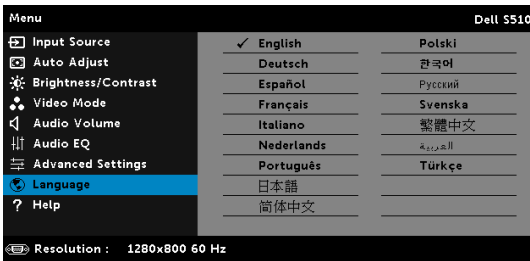 Menu Dell S510
Input Source
Auto Adjust
Brightness/Contrast
Video Mode
Audio Volume
Audio EQ
Advanced Settings
Language
? Help
✓ English
Deutsch
Español
Français
Italiano
Nederlands
Português
日本語
简体中文
Polski
한국어
Русский
Svenska
繁體中文
العربية
Türkçe
Resolution : 1280x800 60 Hz